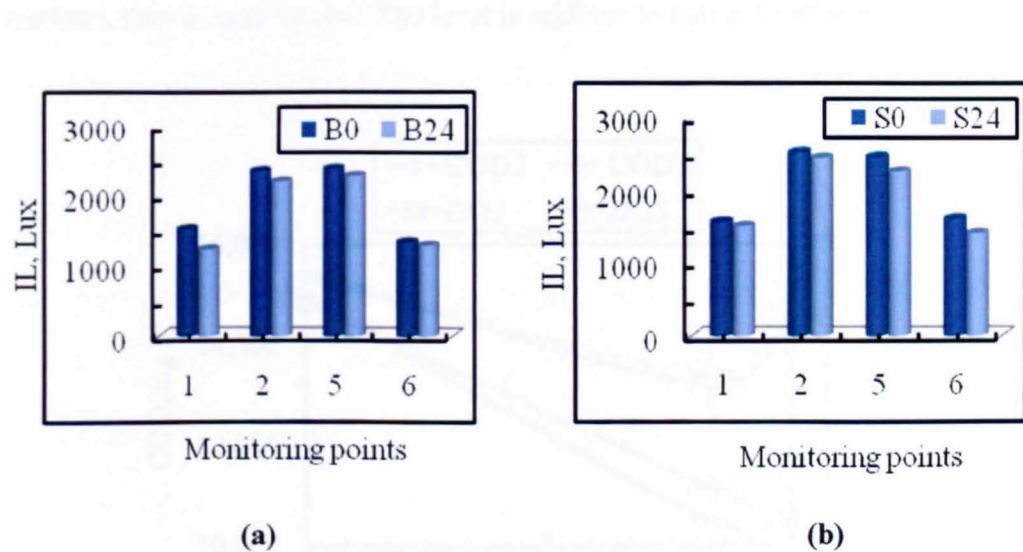 B0 B24
3000
2000
1000
0
IL, Lux
1 2 5 6
Monitoring points
(a)
S0 S24
3000
2000
1000
0
IL, Lux
1 2 5 6
Monitoring points
(b)